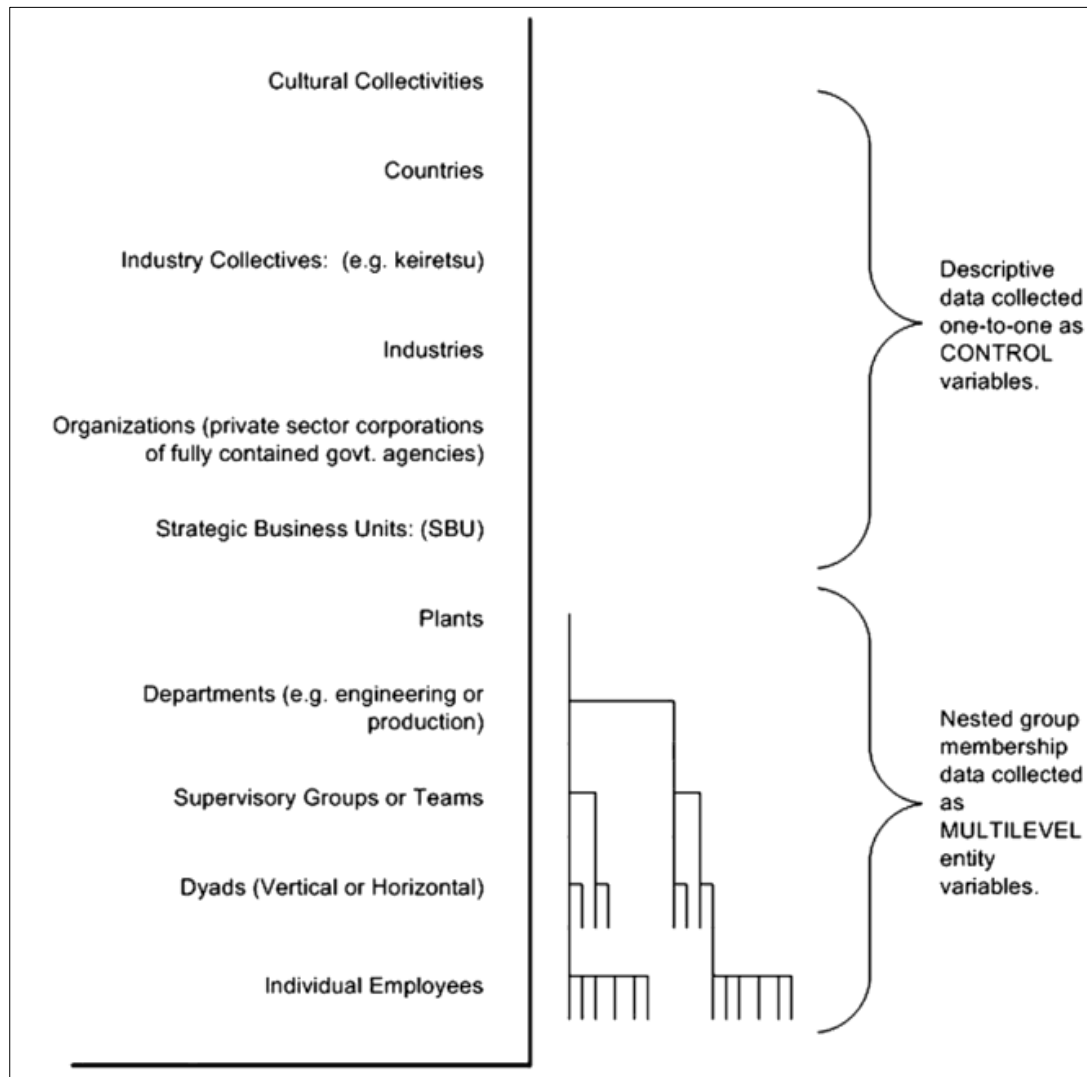 Cultural Collectivities
Countries
Industry Collectives: (e.g. keiretsu)
Industries
Organizations (private sector corporations
of fully contained govt. agencies)
Strategic Business Units: (SBU)
Plants
Departments (e.g. engineering or
production)
Supervisory Groups or Teams
Dyads (Vertical or Horizontal)
Individual Employees
Descriptive
data collected
one-to-one as
CONTROL
variables.
Nested group
membership
data collected
as
MULTILEVEL
entity
variables.